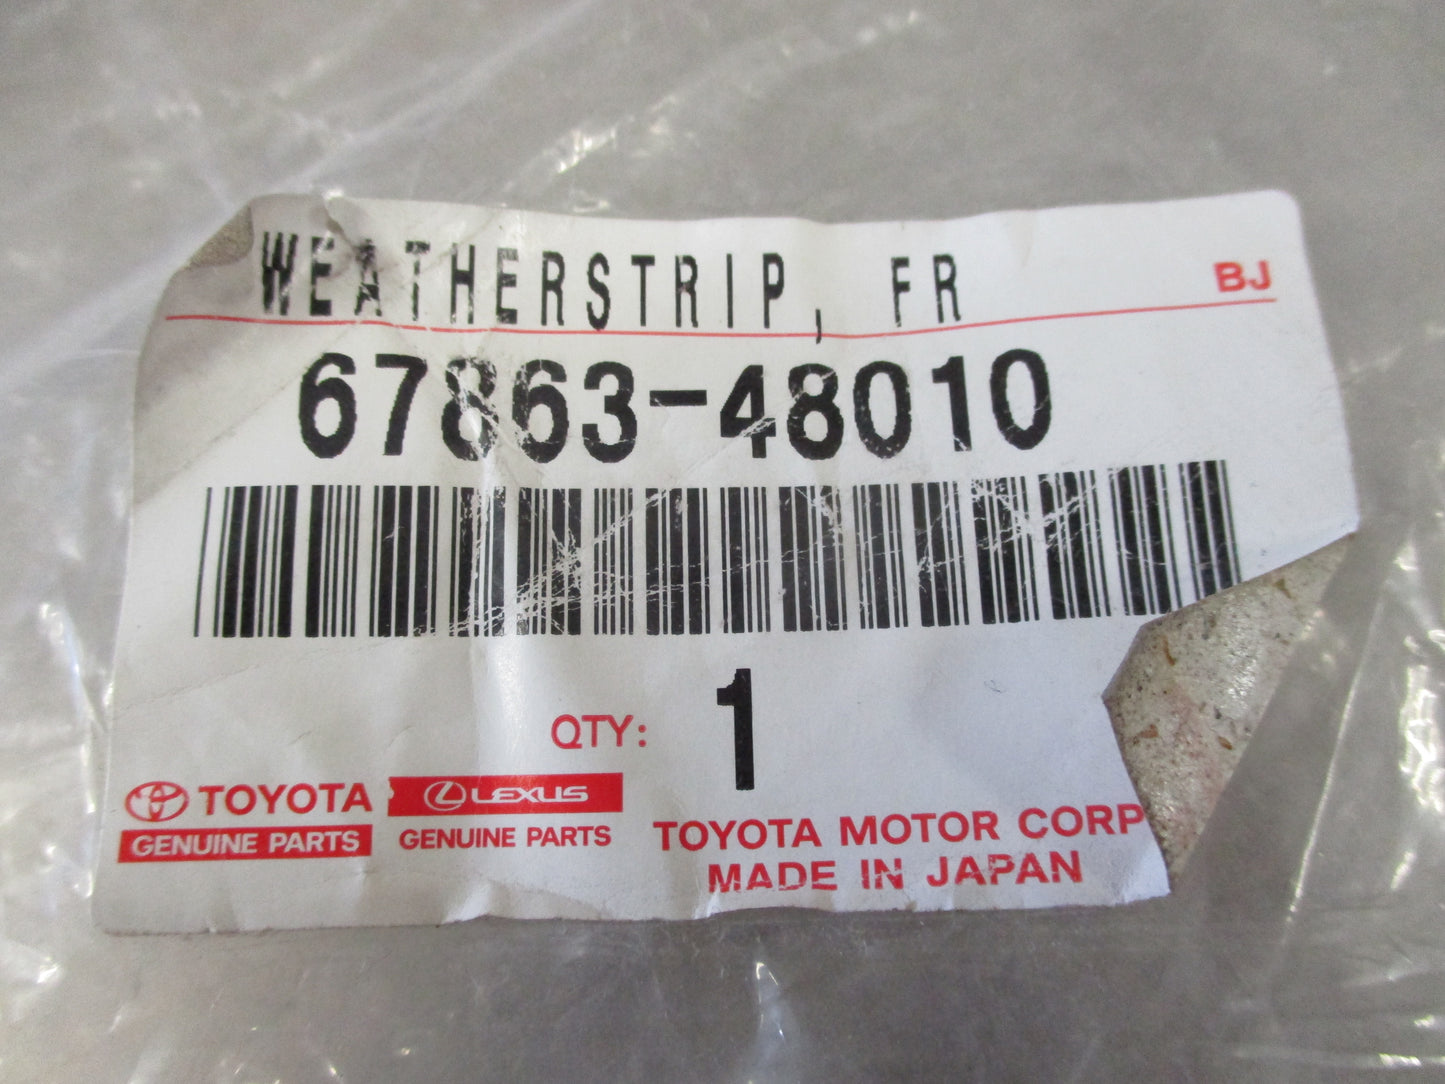 WEATHERSTRIP, FR
BJ
67863-48010
QTY: 1
TOYOTA
GENUINE PARTS
LEXUS
GENUINE PARTS
TOYOTA MOTOR CORP
MADE IN JAPAN